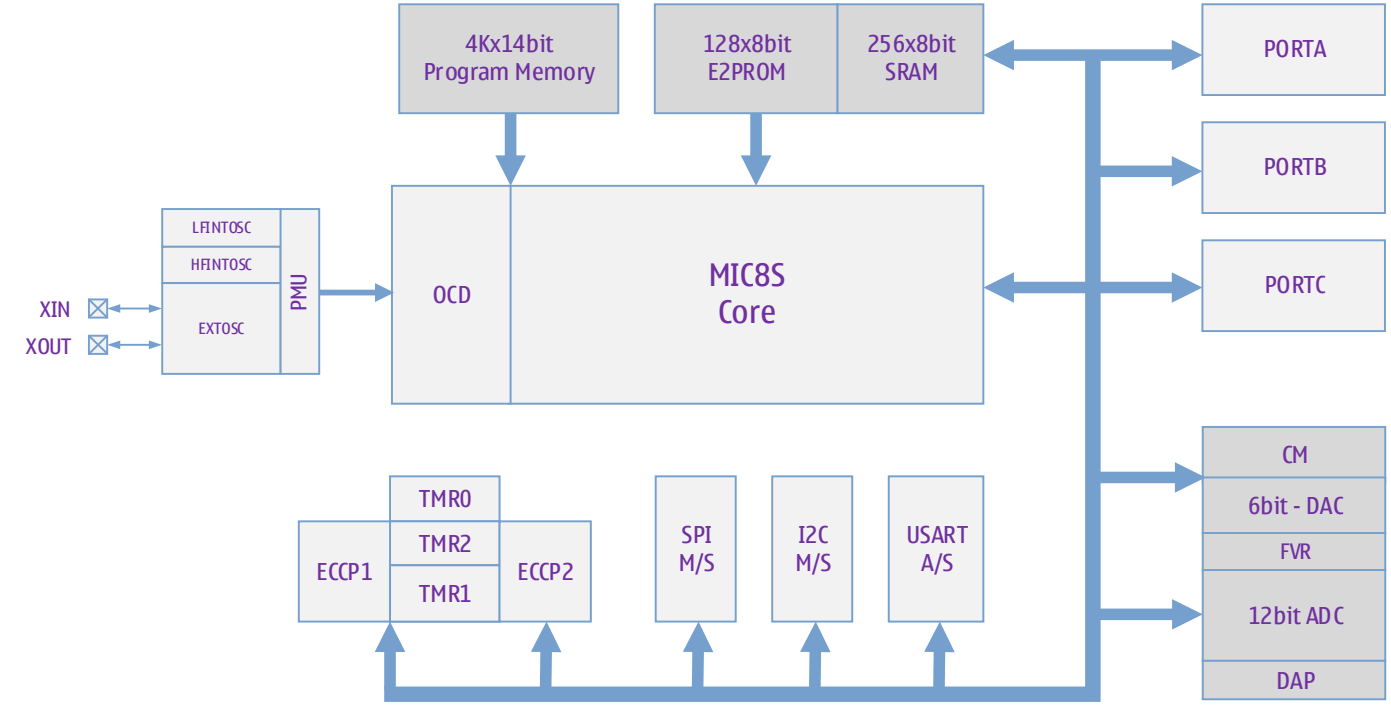 4Kx14bit
Program Memory
128x8bit
E2PROM
256x8bit
SRAM
PORTA
PORTB
PORTC
LFINTOSC
HFINTOSC
EXTOSC
PMU
XIN
XOUT
OCD
MIC8S
Core
TMR0
TMR2
TMR1
ECCP1
ECCP2
SPI
M/S
I2C
M/S
USART
A/S
CM
6bit - DAC
FVR
12bit ADC
DAP